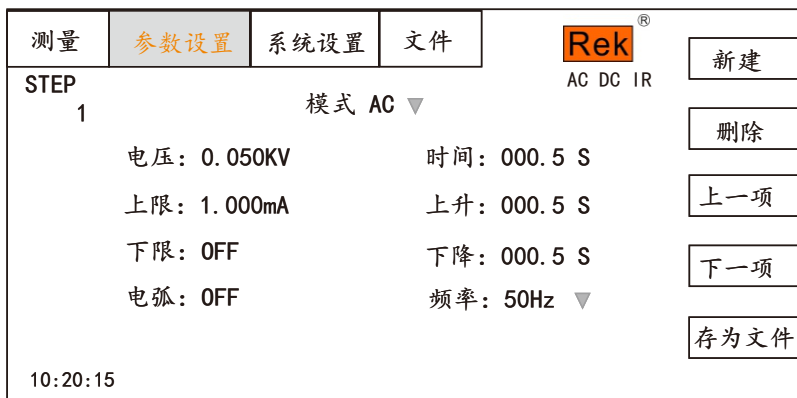 测量 参数设置 系统设置 文件 Rek®
AC DC IR
新建
STEP
1
模式 AC ▼
删除
电压: 0.050KV 时间: 000.5 S
上限: 1.000mA 上升: 000.5 S
上一项
下限: OFF 下降: 000.5 S
下一项
电弧: OFF 频率: 50Hz ▼
存为文件
10:20:15